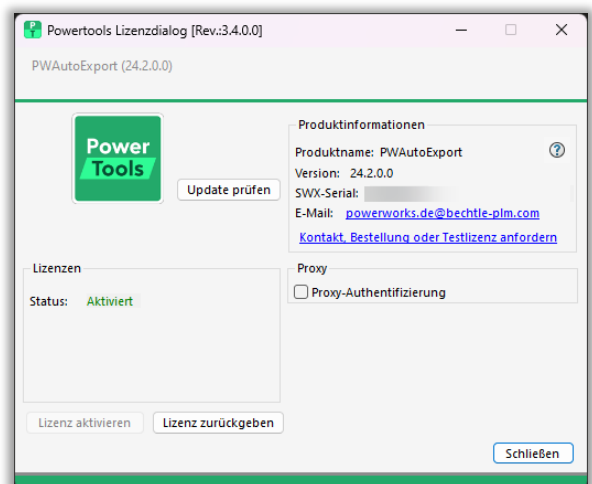 Powertools Lizenzdialog [Rev.:3.4.0.0]
PWAutoExport (24.2.0.0)
Power
Tools
Update prüfen
Produktinformationen
Produktname: PWAutoExport
Version: 24.2.0.0
SWX-Serial:
E-Mail: powerworks.de@bechtle-plm.com
Kontakt, Bestellung oder Testlizenz anfordern
Lizenzen
Status: Aktiviert
Proxy
Proxy-Authentifizierung
Lizenz aktivieren
Lizenz zurückgeben
Schließen